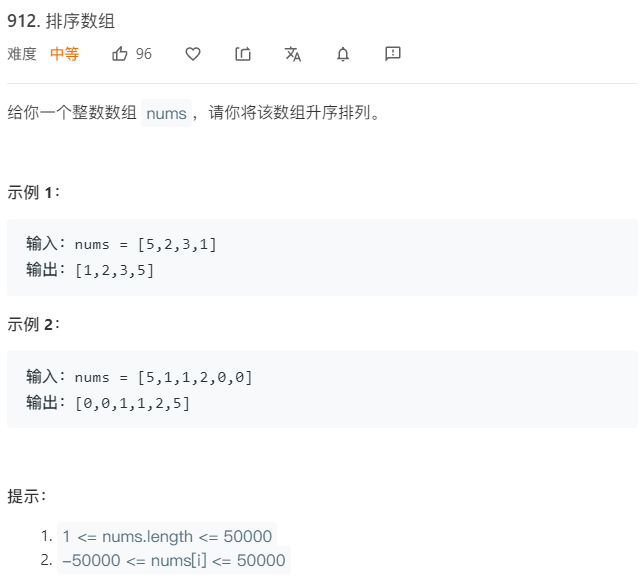 912. 排序数组
难度 中等 96
给你一个整数数组 nums ，请你将该数组升序排列。
示例 1：
输入：nums = [5,2,3,1]
输出：[1,2,3,5]
示例 2：
输入：nums = [5,1,1,2,0,0]
输出：[0,0,1,1,2,5]
提示：
1. 1 <= nums.length <= 50000
2. -50000 <= nums[i] <= 50000